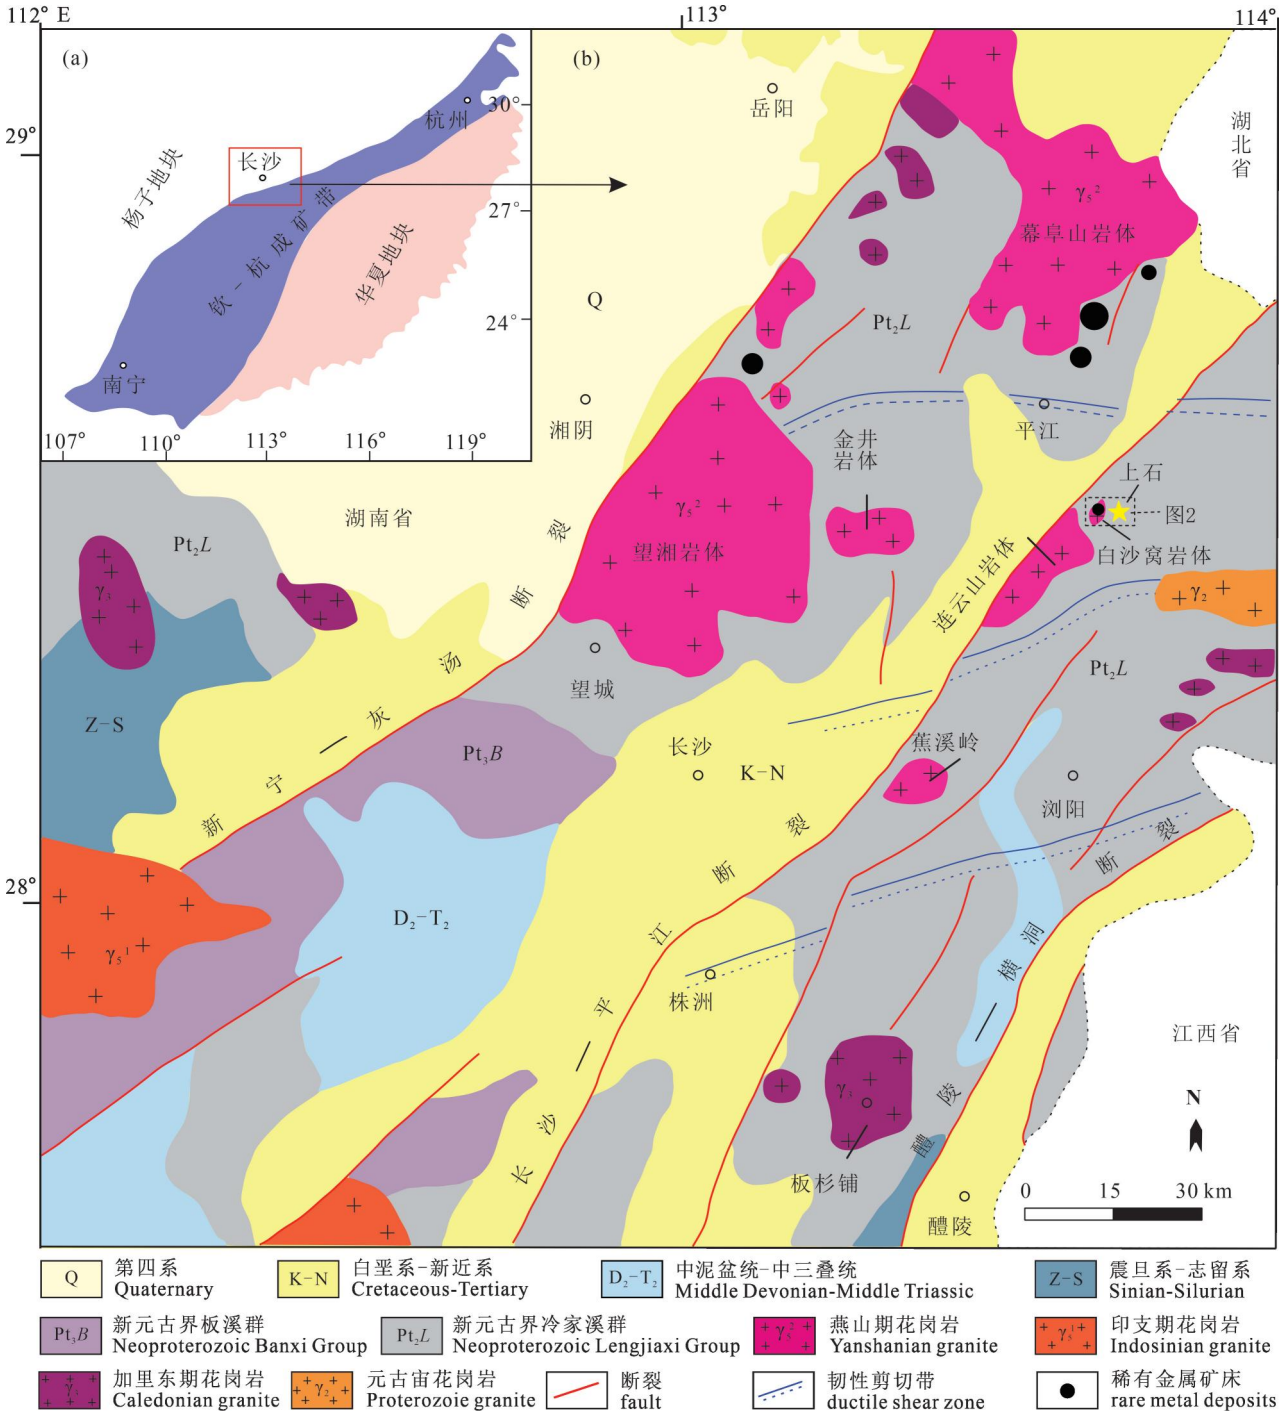 112° E
113°
114°
(a)
(b)
29°
28°
30°
27°
24°
107°
110°
113°
116°
119°
杭州
长沙
杨子地块
钦-杭成矿带
华夏地块
南宁
岳阳
湖北省
γ₅²
幕阜山岩体
Q
Pt₂L
湘阴
金井
岩体
平江
上石
图2
白沙窝岩体
湖南省
Pt₂L
γ₅²
望湘岩体
连云山岩体
γ₂
γ₃
Pt₂L
望城
Z-S
新宁-灰汤断裂
Pt₃B
长沙
K-N
蕉溪岭
浏阳
D₂-T₂
γ₅¹
长沙-平江断裂
株洲
醴陵-横洞断裂
江西省
N
γ₃
板杉铺
醴陵
0 15 30 km
Q 第四系
Quaternary
K-N 白垩系-新近系
Cretaceous-Tertiary
D₂-T₂ 中泥盆统-中三叠统
Middle Devonian-Middle Triassic
Z-S 震旦系-志留系
Sinian-Silurian
Pt₃B 新元古界板溪群
Neoproterozoic Banxi Group
Pt₂L 新元古界冷家溪群
Neoproterozoic Lengjiaxi Group
γ₅² 燕山期花岗岩
Yanshanian granite
γ₅¹ 印支期花岗岩
Indosinian granite
γ₃ 加里东期花岗岩
Caledonian granite
γ₂ 元古宙花岗岩
Proterozoie granite
断裂
fault
韧性剪切带
ductile shear zone
稀有金属矿床
rare metal deposits